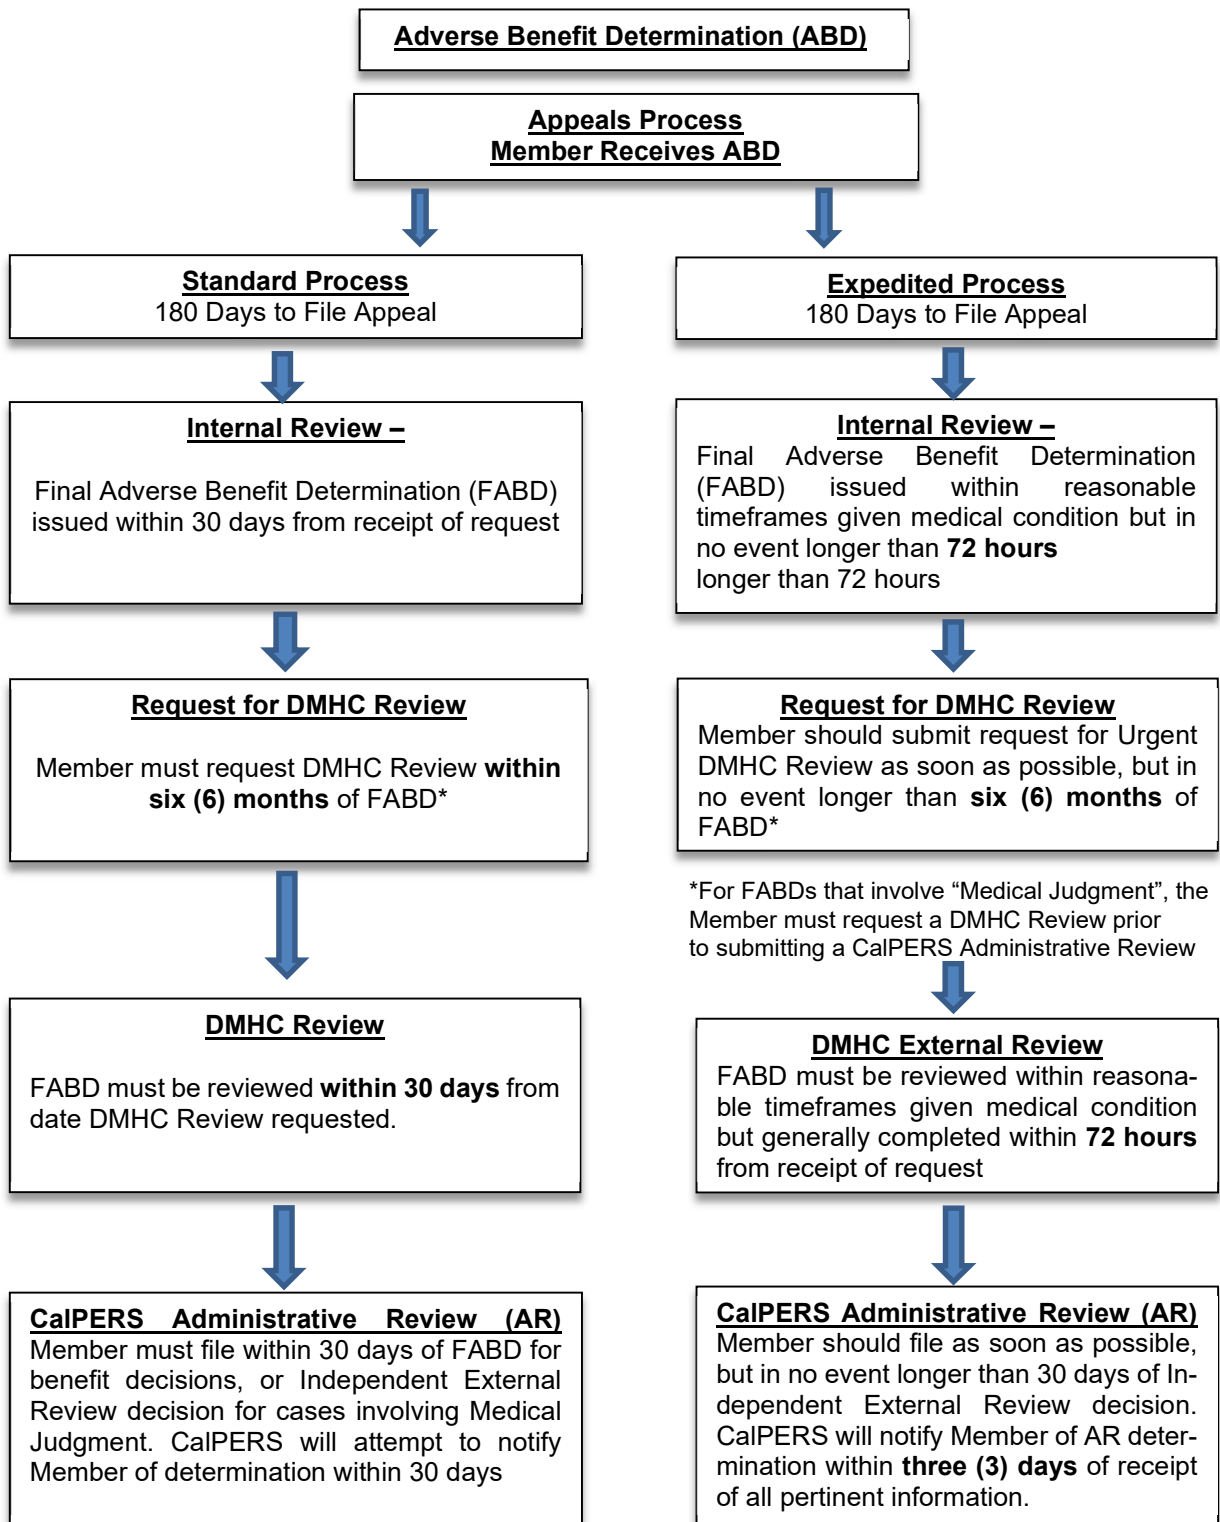 Adverse Benefit Determination (ABD)
Appeals Process
Member Receives ABD
Standard Process
180 Days to File Appeal
Internal Review –
Final Adverse Benefit Determination (FABD)
issued within 30 days from receipt of request
Request for DMHC Review
Member must request DMHC Review within
six (6) months of FABD*
DMHC Review
FABD must be reviewed within 30 days from
date DMHC Review requested.
CalPERS Administrative Review (AR)
Member must file within 30 days of FABD for
benefit decisions, or Independent External
Review decision for cases involving Medical
Judgment. CalPERS will attempt to notify
Member of determination within 30 days
Expedited Process
180 Days to File Appeal
Internal Review –
Final Adverse Benefit Determination
(FABD) issued within reasonable
timeframes given medical condition but in
no event longer than 72 hours
longer than 72 hours
Request for DMHC Review
Member should submit request for Urgent
DMHC Review as soon as possible, but in
no event longer than six (6) months of
FABD*
*For FABDs that involve “Medical Judgment”, the
Member must request a DMHC Review prior
to submitting a CalPERS Administrative Review
DMHC External Review
FABD must be reviewed within reasona-
ble timeframes given medical condition
but generally completed within 72 hours
from receipt of request
CalPERS Administrative Review (AR)
Member should file as soon as possible,
but in no event longer than 30 days of In-
dependent External Review decision.
CalPERS will notify Member of AR deter-
mination within three (3) days of receipt
of all pertinent information.